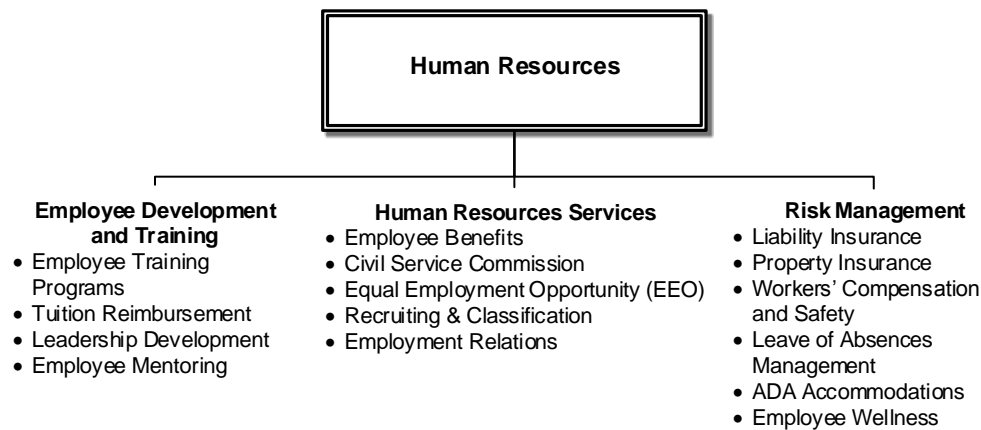 Human Resources
Employee Development
and Training
• Employee Training
Programs
• Tuition Reimbursement
• Leadership Development
• Employee Mentoring
Human Resources Services
• Employee Benefits
• Civil Service Commission
• Equal Employment Opportunity (EEO)
• Recruiting & Classification
• Employment Relations
Risk Management
• Liability Insurance
• Property Insurance
• Workers’ Compensation
and Safety
• Leave of Absences
Management
• ADA Accommodations
• Employee Wellness